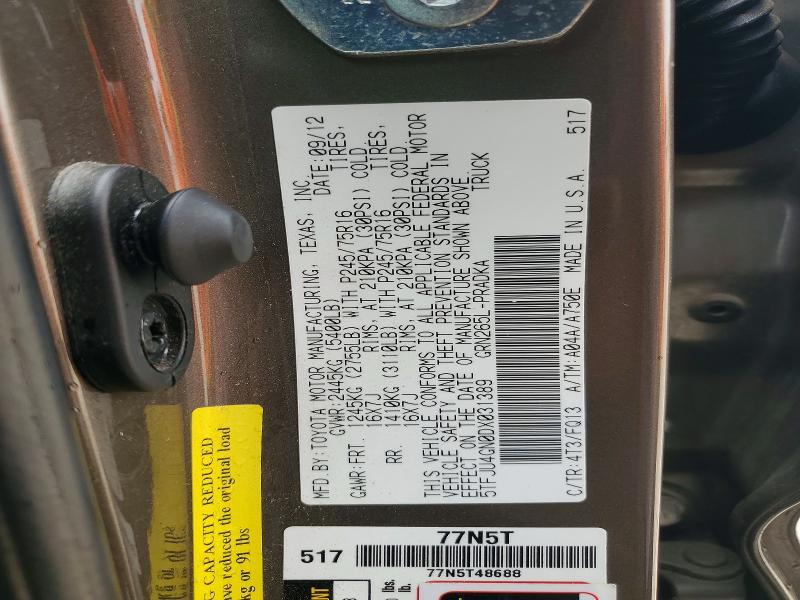 MFD.BY:TOYOTA MOTOR MANUFACTURING, TEXAS, INC. DATE:09/12
GVWR:2445KG(5400LB)
GAWR:FRT. 1245KG (2755LB) WITH P245/75R16 TIRES,
16X7J RIMS, AT 210KPA (30PSI) COLD
RR. 1410KG (3110LB) WITH P245/75R16 TIRES,
16X7J RIMS, AT 210KPA (30PSI) COLD.
THIS VEHICLE CONFORMS TO ALL APPLICABLE FEDERAL MOTOR
VEHICLE SAFETY AND THEFT PREVENTION STANDARDS IN
EFFECT ON THE DATE OF MANUFACTURE SHOWN ABOVE.
5TFJU4GN0DX031389 GRN265L-PRADKA TRUCK
C/TR:4T3/FQ13 A/TM:A04A/A750E MADE IN U.S.A. 517
CAPACITY REDUCED
have reduced the original load
kg or 91 lbs
77N5T
517
77N5T48688
lbs.
lb.